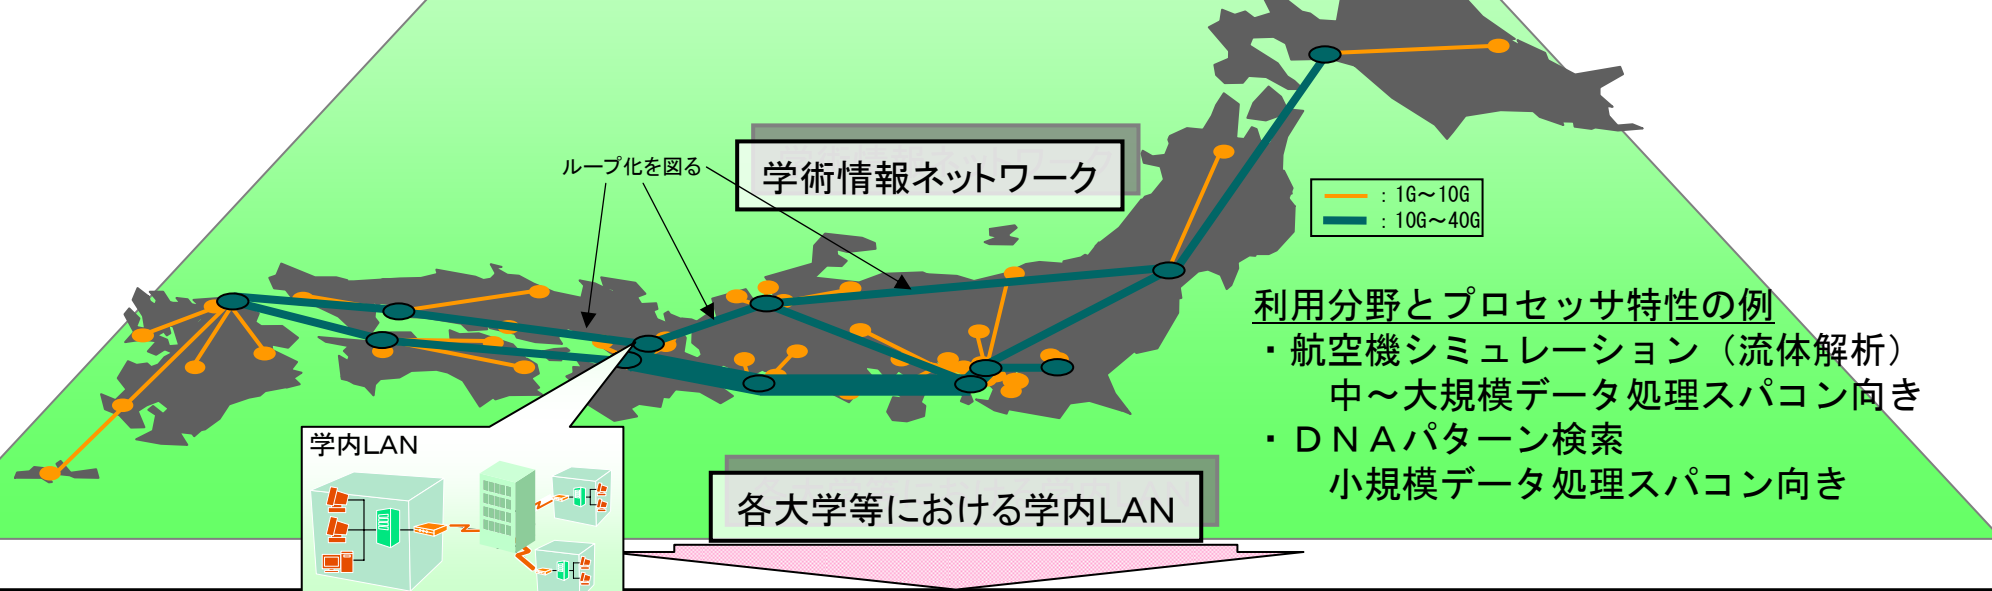 ループ化を図る
学術情報ネットワーク
：1G～10G
：10G～40G
利用分野とプロセッサ特性の例
・航空機シミュレーション（流体解析）
中～大規模データ処理スパコン向き
・ＤＮＡパターン検索
小規模データ処理スパコン向き
学内LAN
各大学等における学内LAN